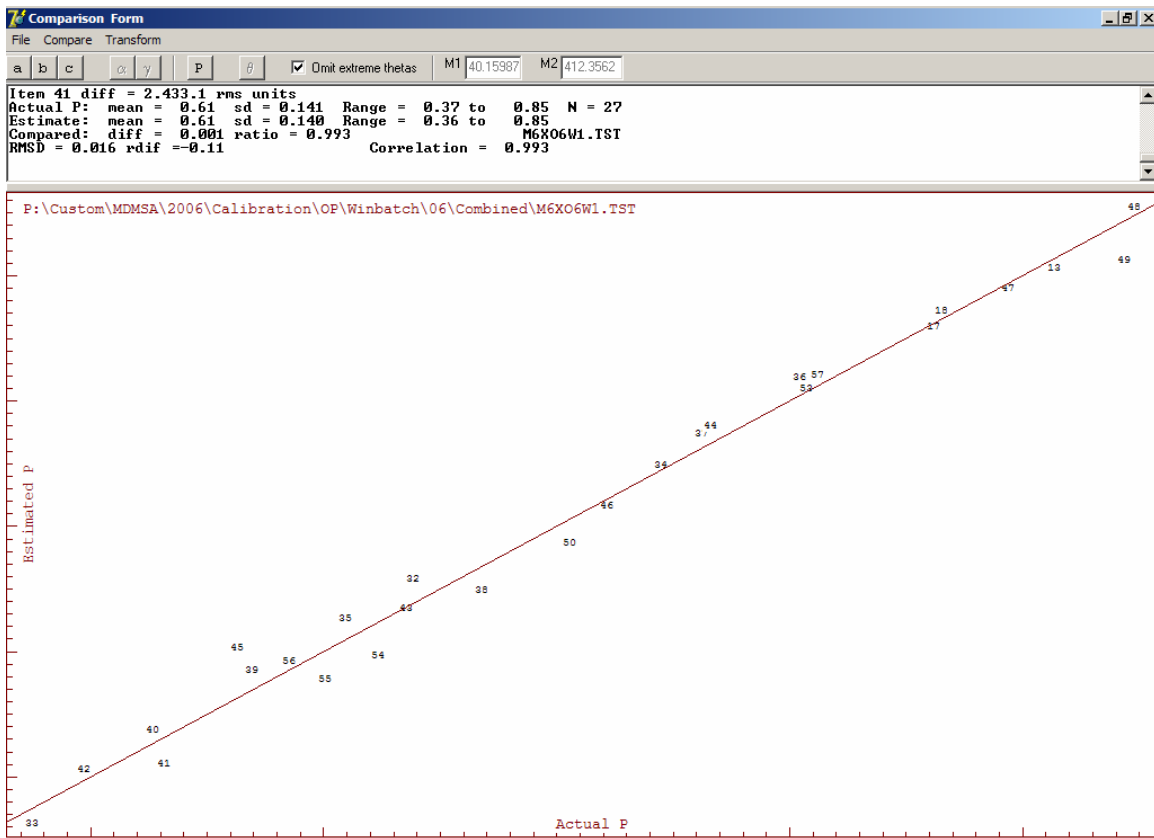 Comparison Form
File Compare Transform
a b c α γ P θ Omit extreme thetas M1 40.15987 M2 412.3562
Item 41 diff = 2.433.1 rms units
Actual P: mean = 0.61 sd = 0.141 Range = 0.37 to 0.85 N = 27
Estimate: mean = 0.61 sd = 0.140 Range = 0.36 to 0.85
Compared: diff = 0.001 ratio = 0.993 M6XO6W1.TST
RMSD = 0.016 rdif =-0.11 Correlation = 0.993
P:\Custom\MDMSA\2006\Calibration\OP\Winbatch\06\Combined\M6XO6W1.TST
48
49
13
47
18
17
36 57
53
44
37
34
46
50
32
38
43
35
45
54
56
39
55
40
41
42
33
Estimated P
Actual P